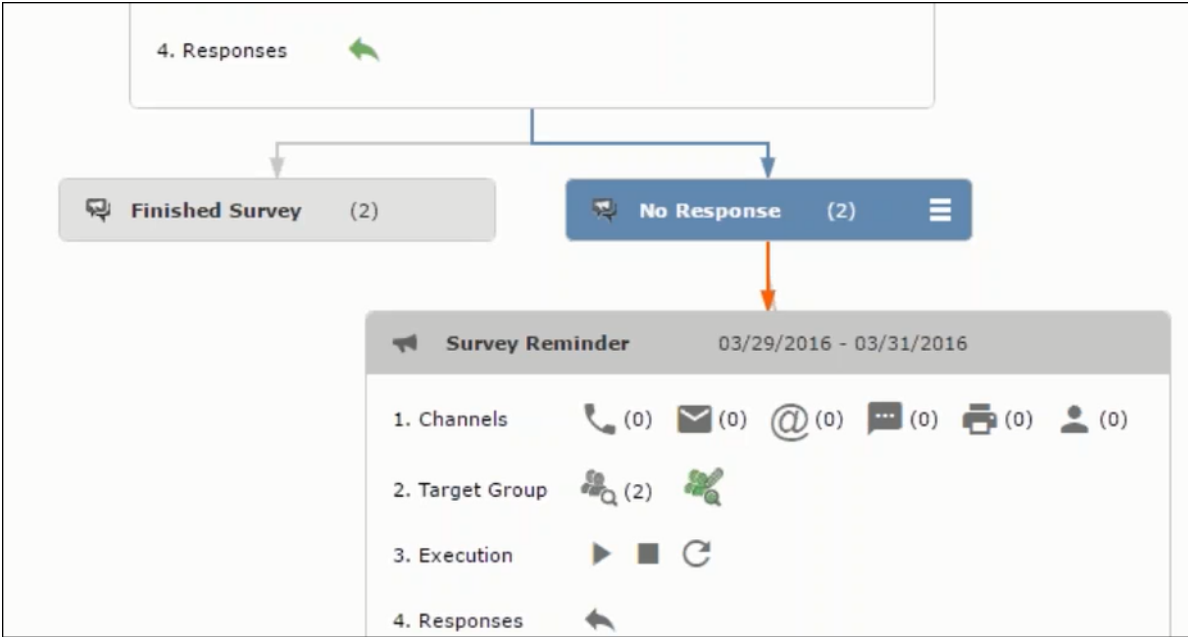 4. Responses
Finished Survey (2)
No Response (2)
Survey Reminder 03/29/2016 - 03/31/2016
1. Channels (0) (0) @ (0) (0) (0) (0)
2. Target Group (2)
3. Execution
4. Responses